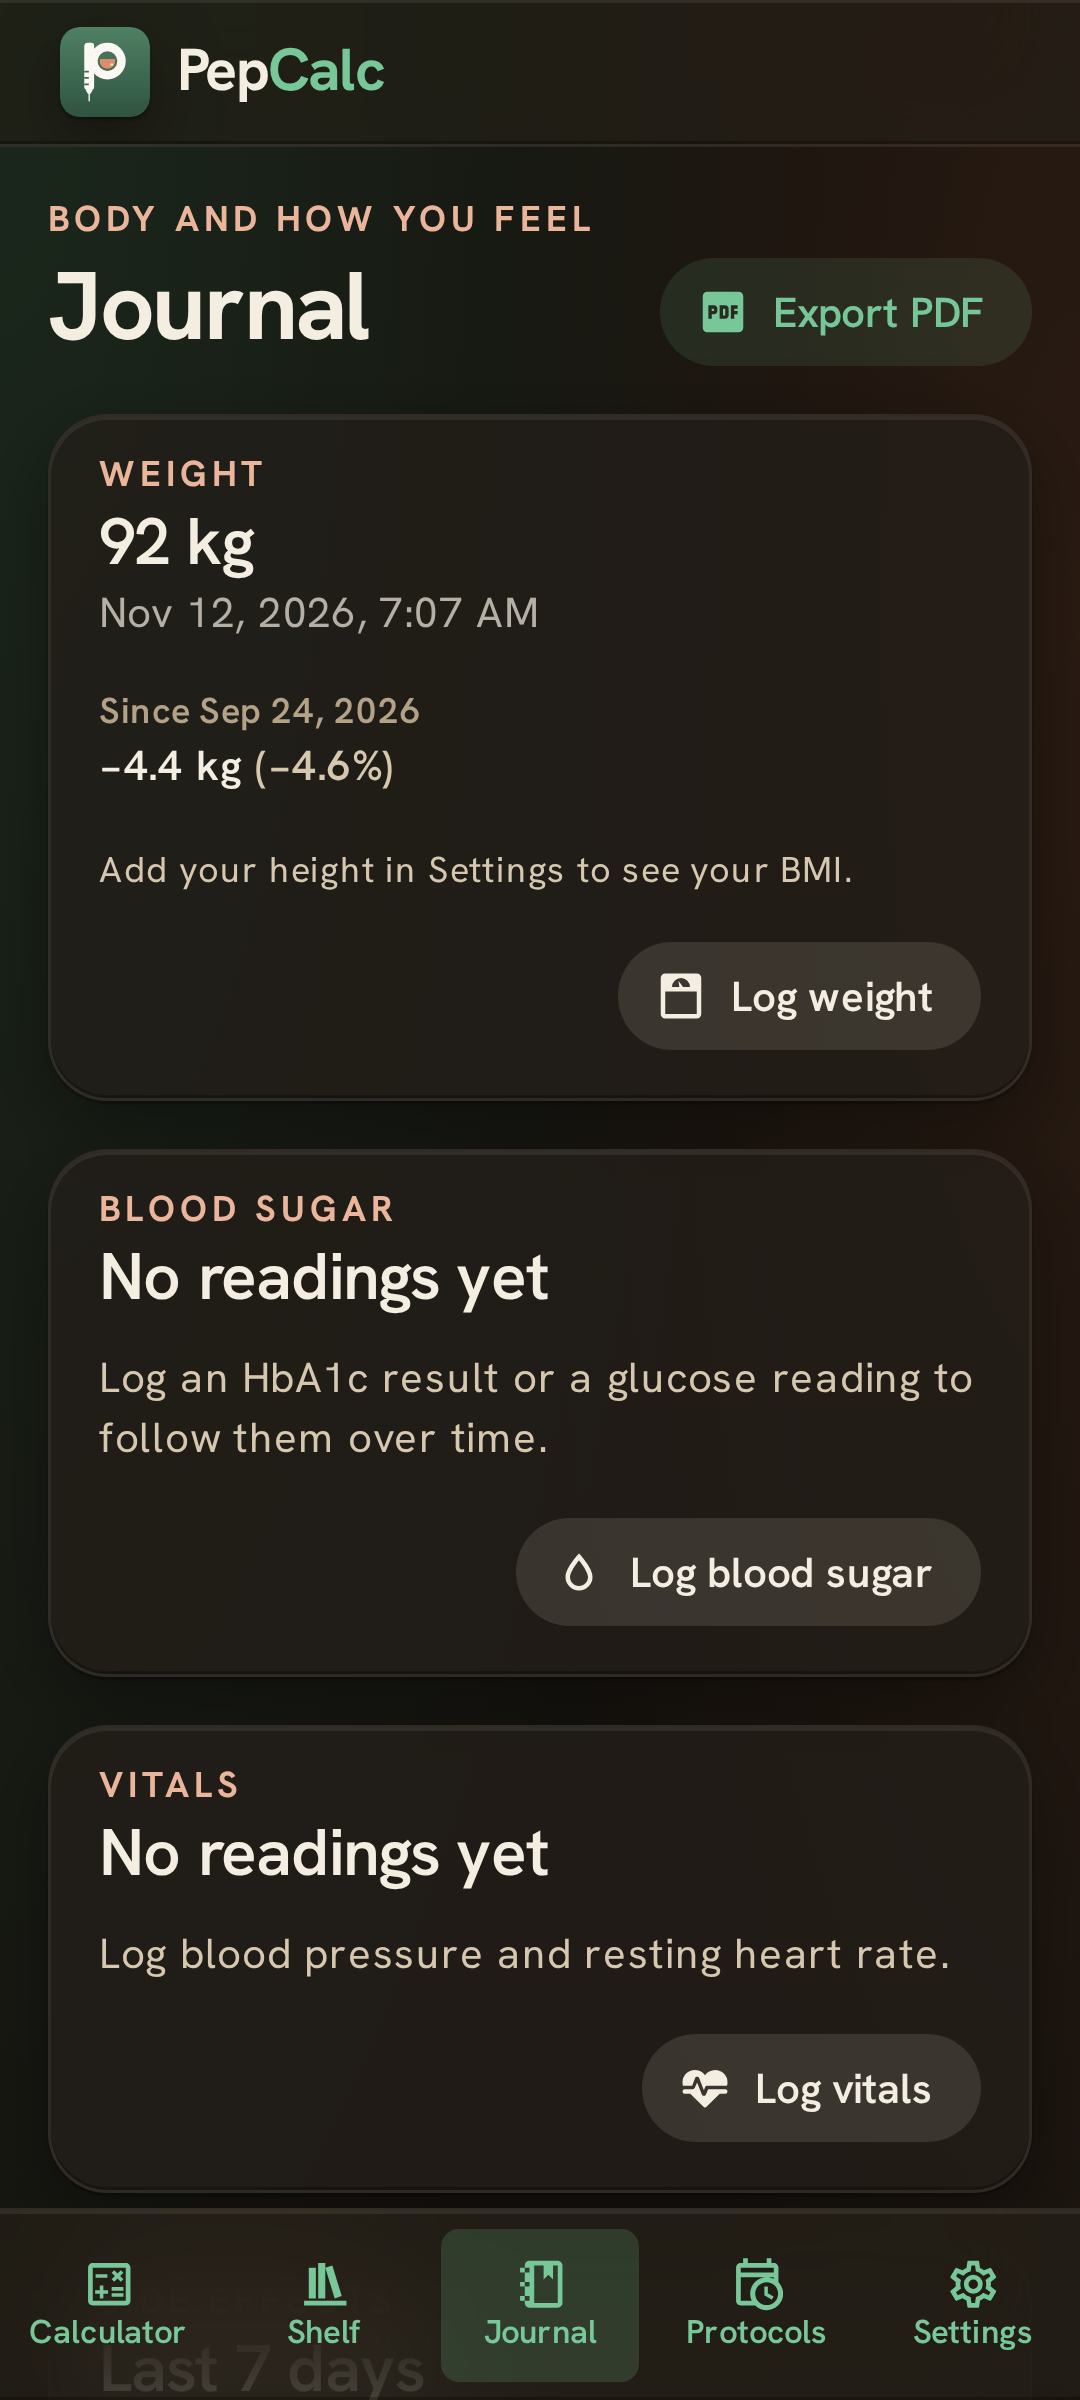 PepCalc
BODY AND HOW YOU FEEL
Journal
PDF Export PDF
WEIGHT
92 kg
Nov 12, 2026, 7:07 AM
Since Sep 24, 2026
−4.4 kg (−4.6%)
Add your height in Settings to see your BMI.
Log weight
BLOOD SUGAR
No readings yet
Log an HbA1c result or a glucose reading to
follow them over time.
Log blood sugar
VITALS
No readings yet
Log blood pressure and resting heart rate.
Log vitals
Calculator Shelf Journal Protocols Settings
Last 7 days